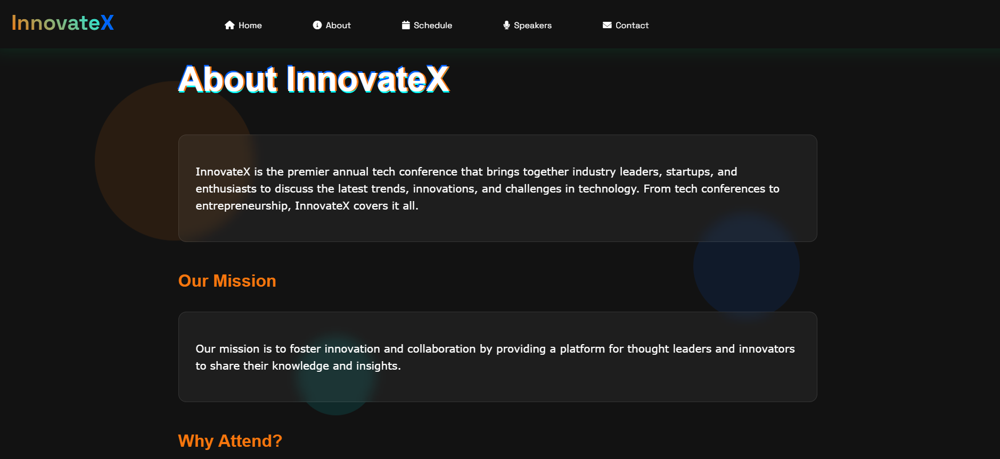 InnovateX
Home
About
Schedule
Speakers
Contact
About InnovateX
InnovateX is the premier annual tech conference that brings together industry leaders, startups, and
enthusiasts to discuss the latest trends, innovations, and challenges in technology. From tech conferences to
entrepreneurship, InnovateX covers it all.
Our Mission
Our mission is to foster innovation and collaboration by providing a platform for thought leaders and innovators
to share their knowledge and insights.
Why Attend?